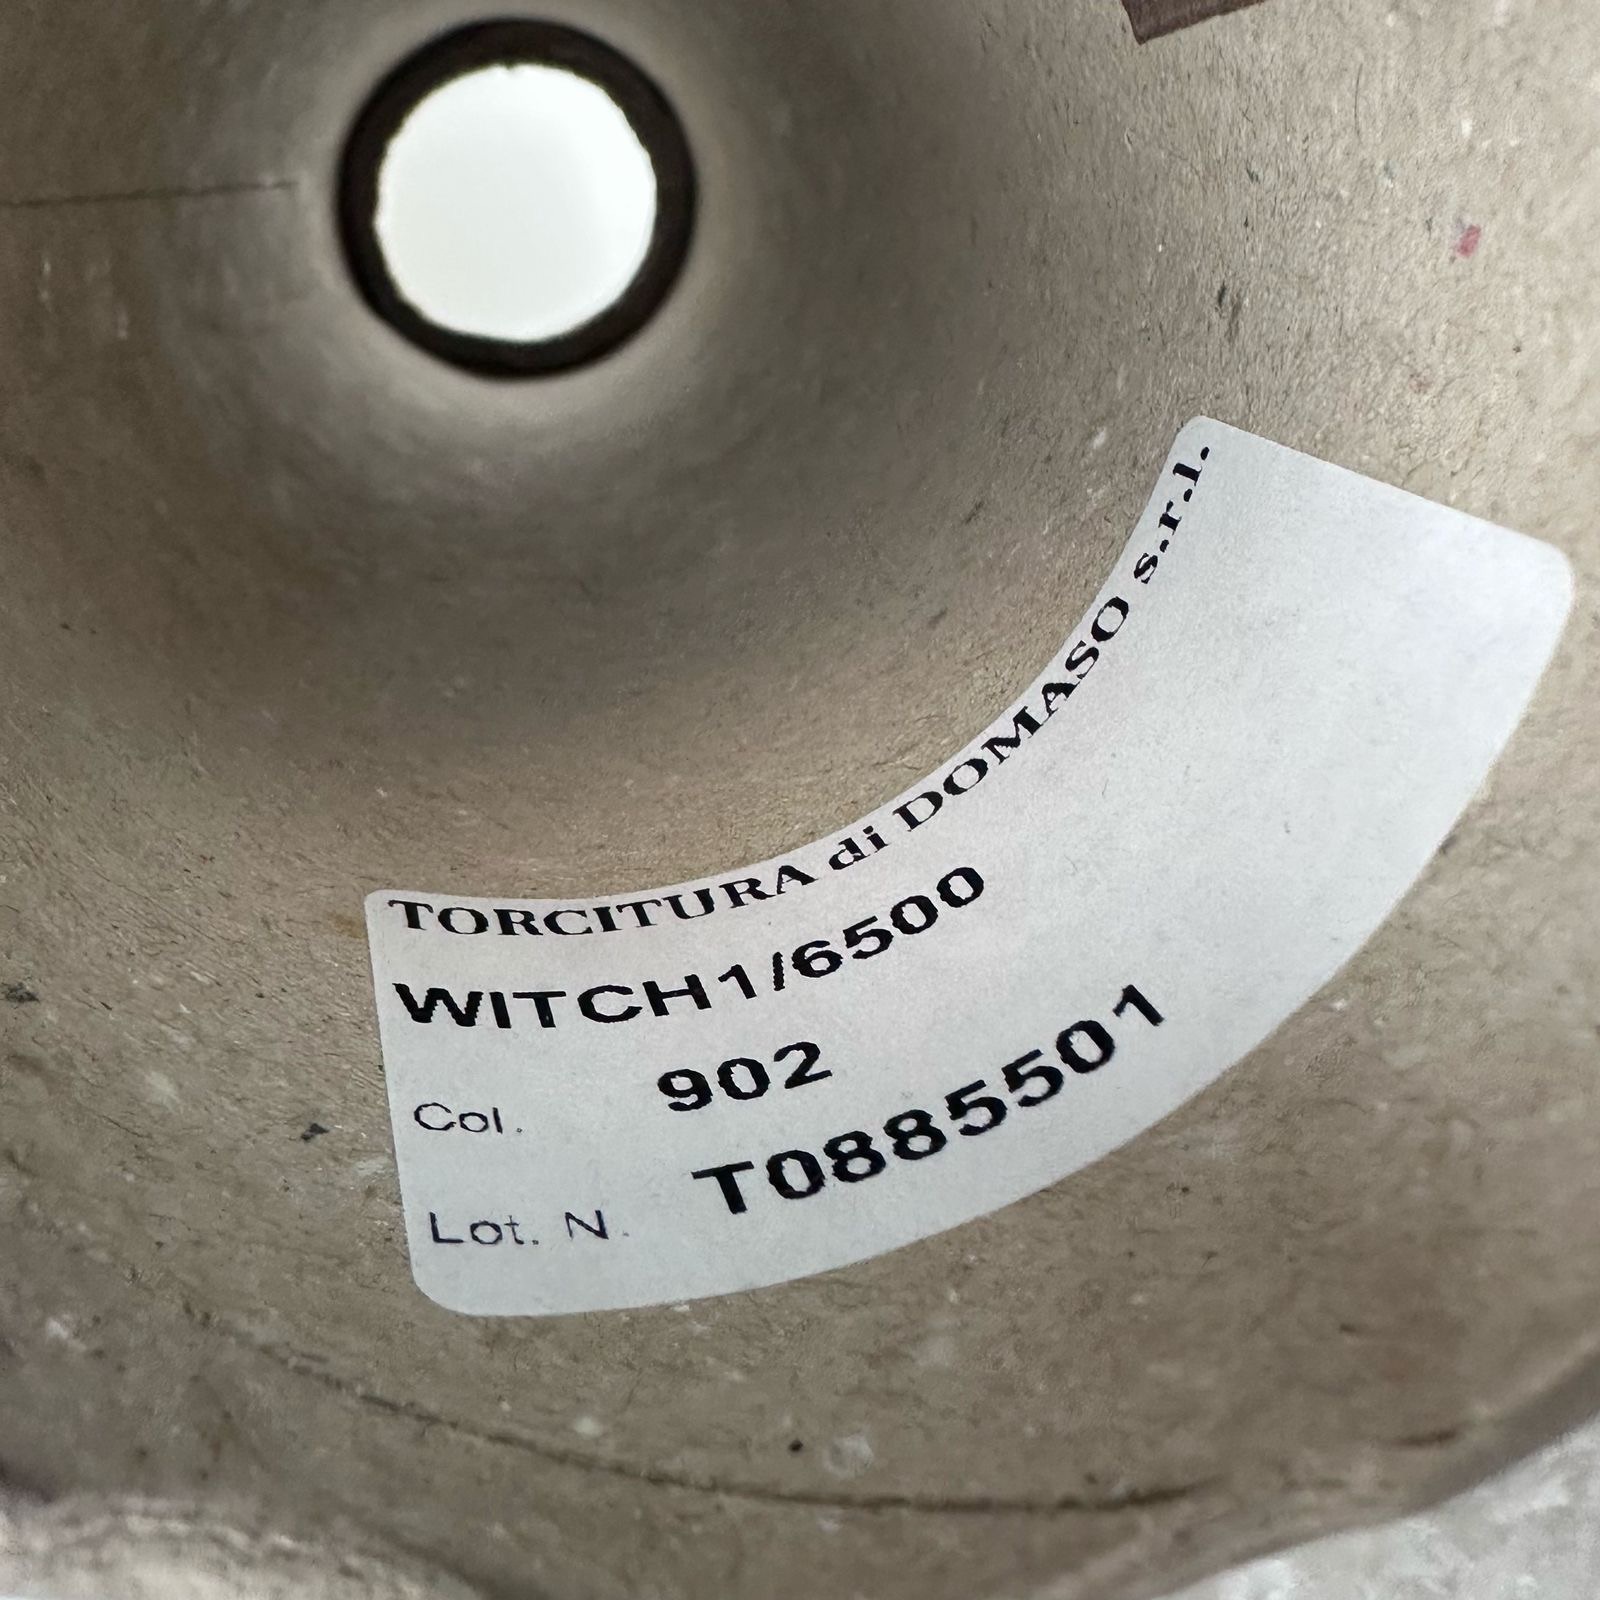 TORCITURA di DOMASO s.r.l.
WITCH1/6500
Col. 902
Lot. N. T0885501